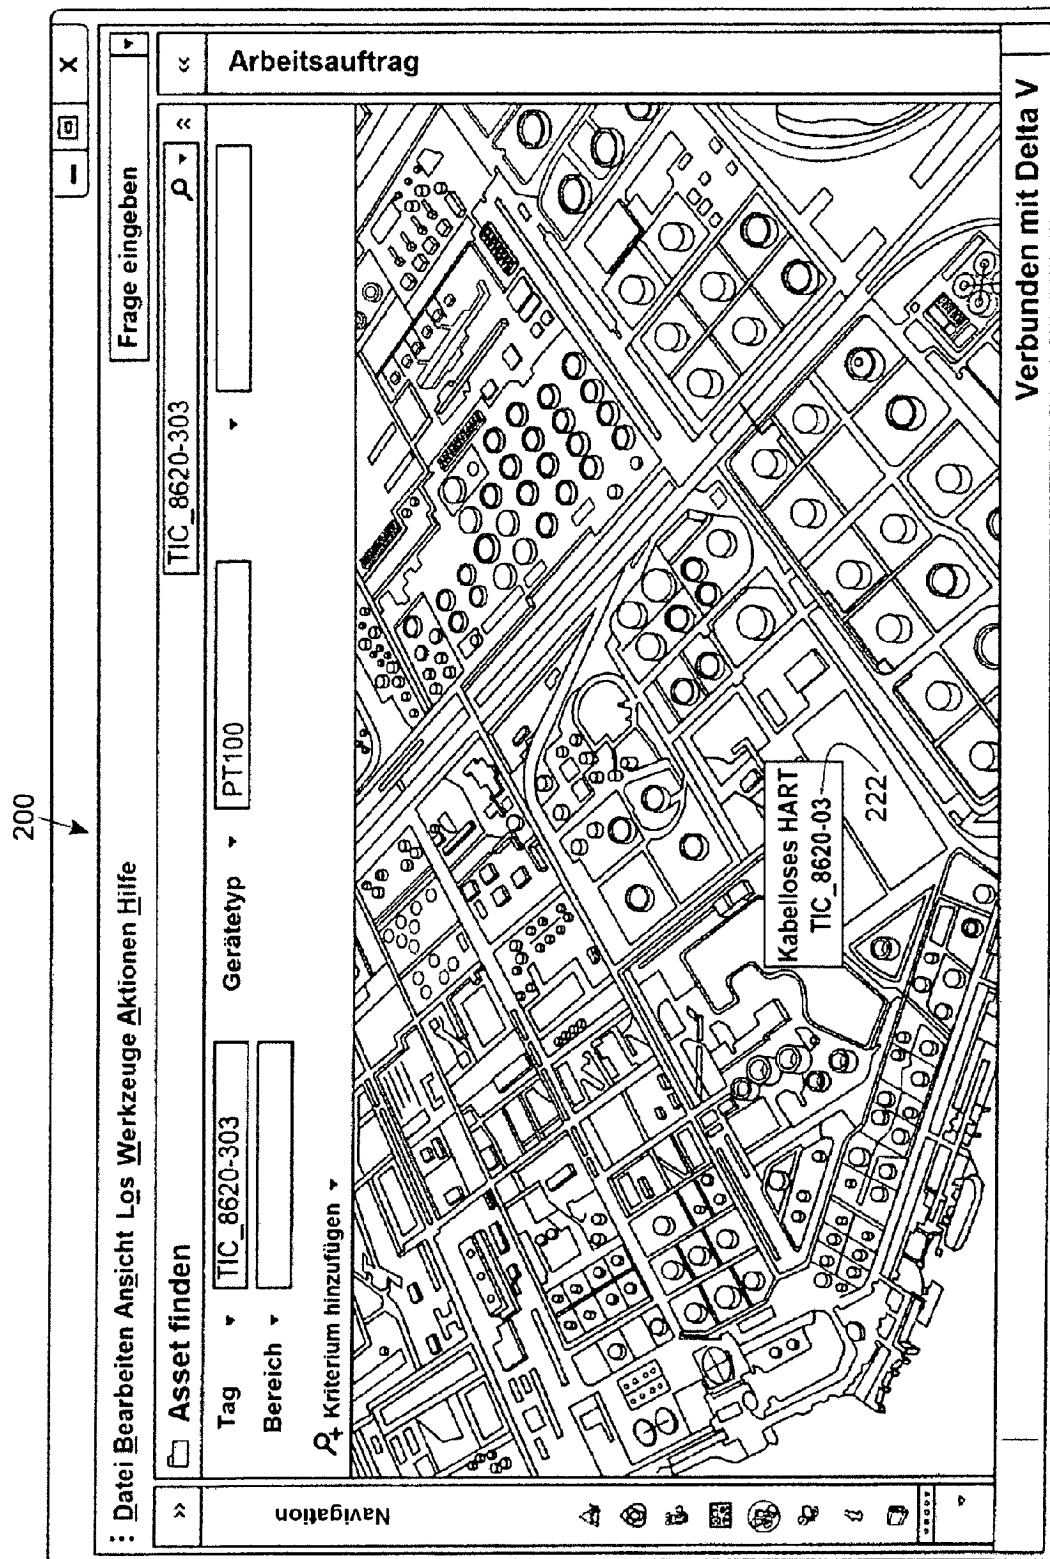 200
Datei Bearbeiten Ansicht Los Werkzeuge Aktionen Hilfe
Frage eingeben
Asset finden
TIC_8620-303
Arbeitsauftrag
Tag
TIC_8620-303
Gerätetyp
PT100
Bereich
Kriterium hinzufügen
Navigation
Kabelloses HART
TIC_8620-03
222
Verbunden mit Delta V